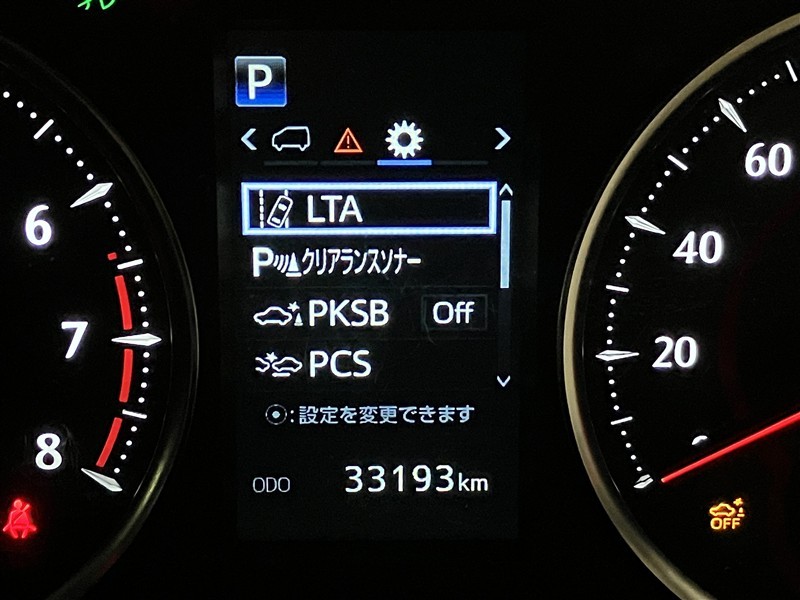 P
LTA
Pクリアランスソナー
PKSB Off
PCS
:設定を変更できます
ODO 33193km
6
7
8
60
40
20
OFF